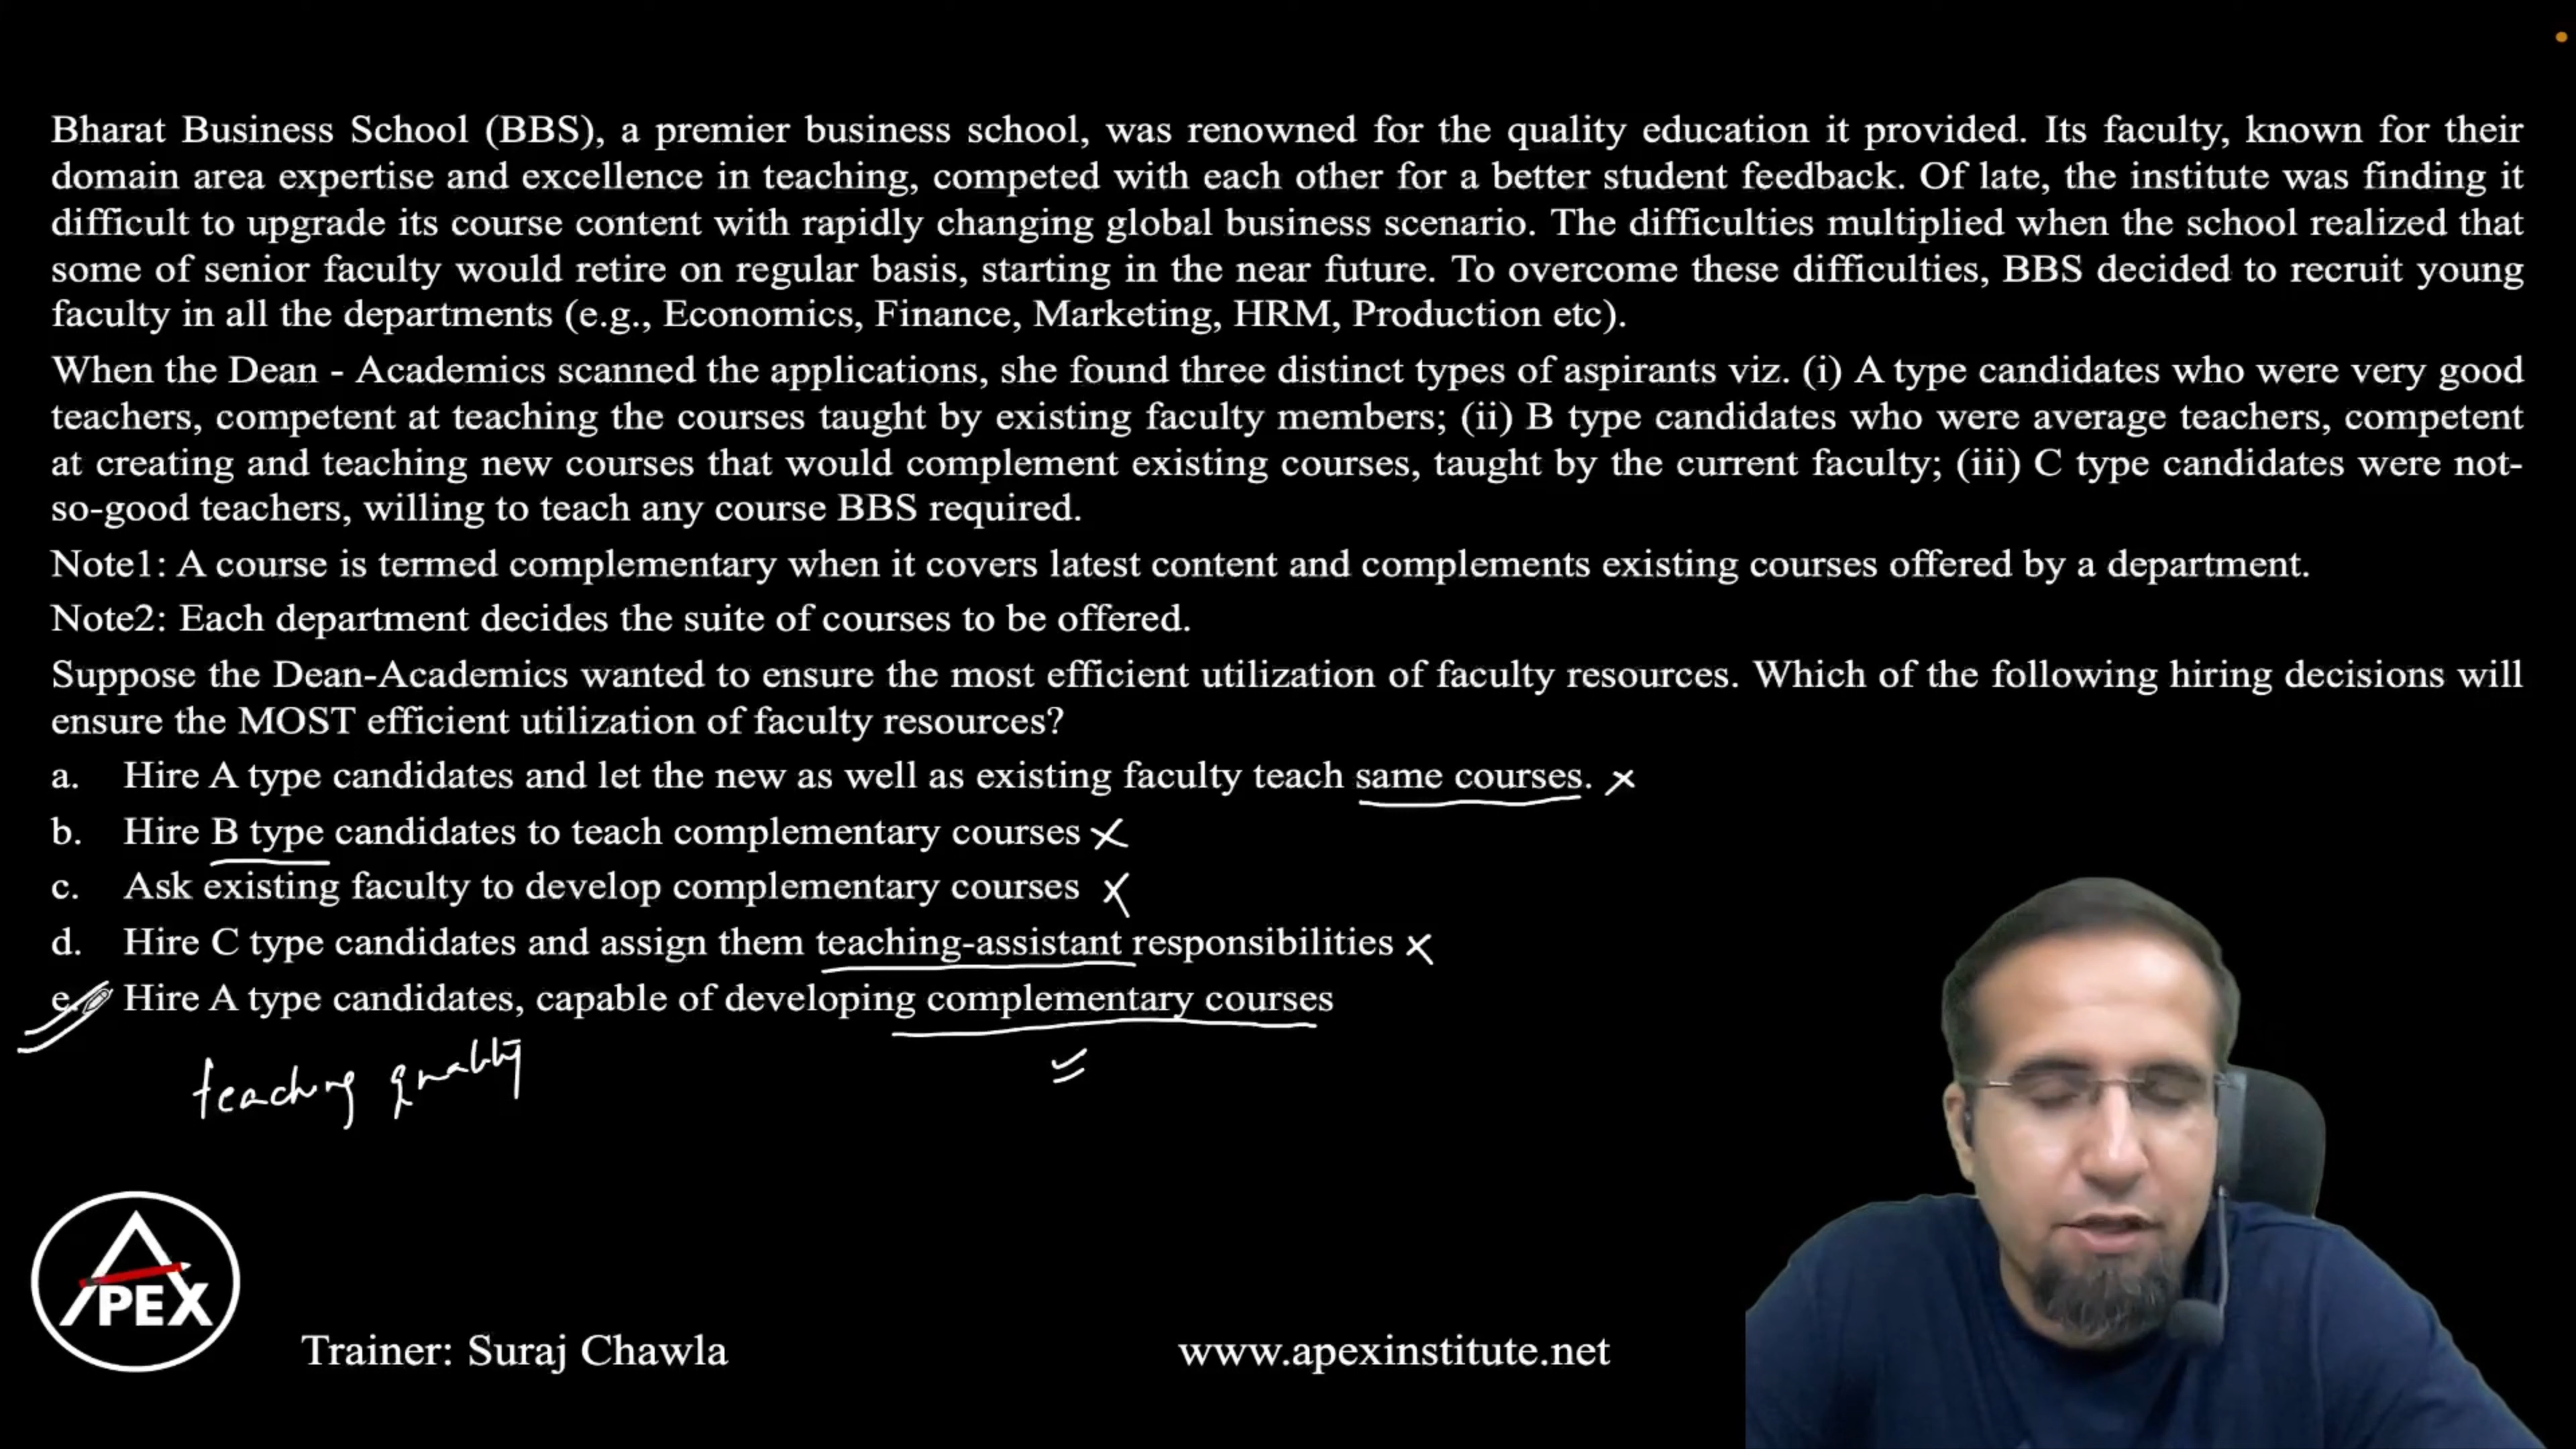 Bharat Business School (BBS), a premier business school, was renowned for the quality education it provided. Its faculty, known for their
domain area expertise and excellence in teaching, competed with each other for a better student feedback. Of late, the institute was finding it
difficult to upgrade its course content with rapidly changing global business scenario. The difficulties multiplied when the school realized that
some of senior faculty would retire on regular basis, starting in the near future. To overcome these difficulties, BBS decided to recruit young
faculty in all the departments (e.g., Economics, Finance, Marketing, HRM, Production etc).
When the Dean - Academics scanned the applications, she found three distinct types of aspirants viz. (i) A type candidates who were very good
teachers, competent at teaching the courses taught by existing faculty members; (ii) B type candidates who were average teachers, competent
at creating and teaching new courses that would complement existing courses, taught by the current faculty; (iii) C type candidates were not-
so-good teachers, willing to teach any course BBS required.
Note1: A course is termed complementary when it covers latest content and complements existing courses offered by a department.
Note2: Each department decides the suite of courses to be offered.
Suppose the Dean-Academics wanted to ensure the most efficient utilization of faculty resources. Which of the following hiring decisions will
ensure the MOST efficient utilization of faculty resources?
a. Hire A type candidates and let the new as well as existing faculty teach same courses.
b. Hire B type candidates to teach complementary courses
c. Ask existing faculty to develop complementary courses
d. Hire C type candidates and assign them teaching-assistant responsibilities
e. Hire A type candidates, capable of developing complementary courses
teaching quality
APEX
Trainer: Suraj Chawla
www.apexinstitute.net